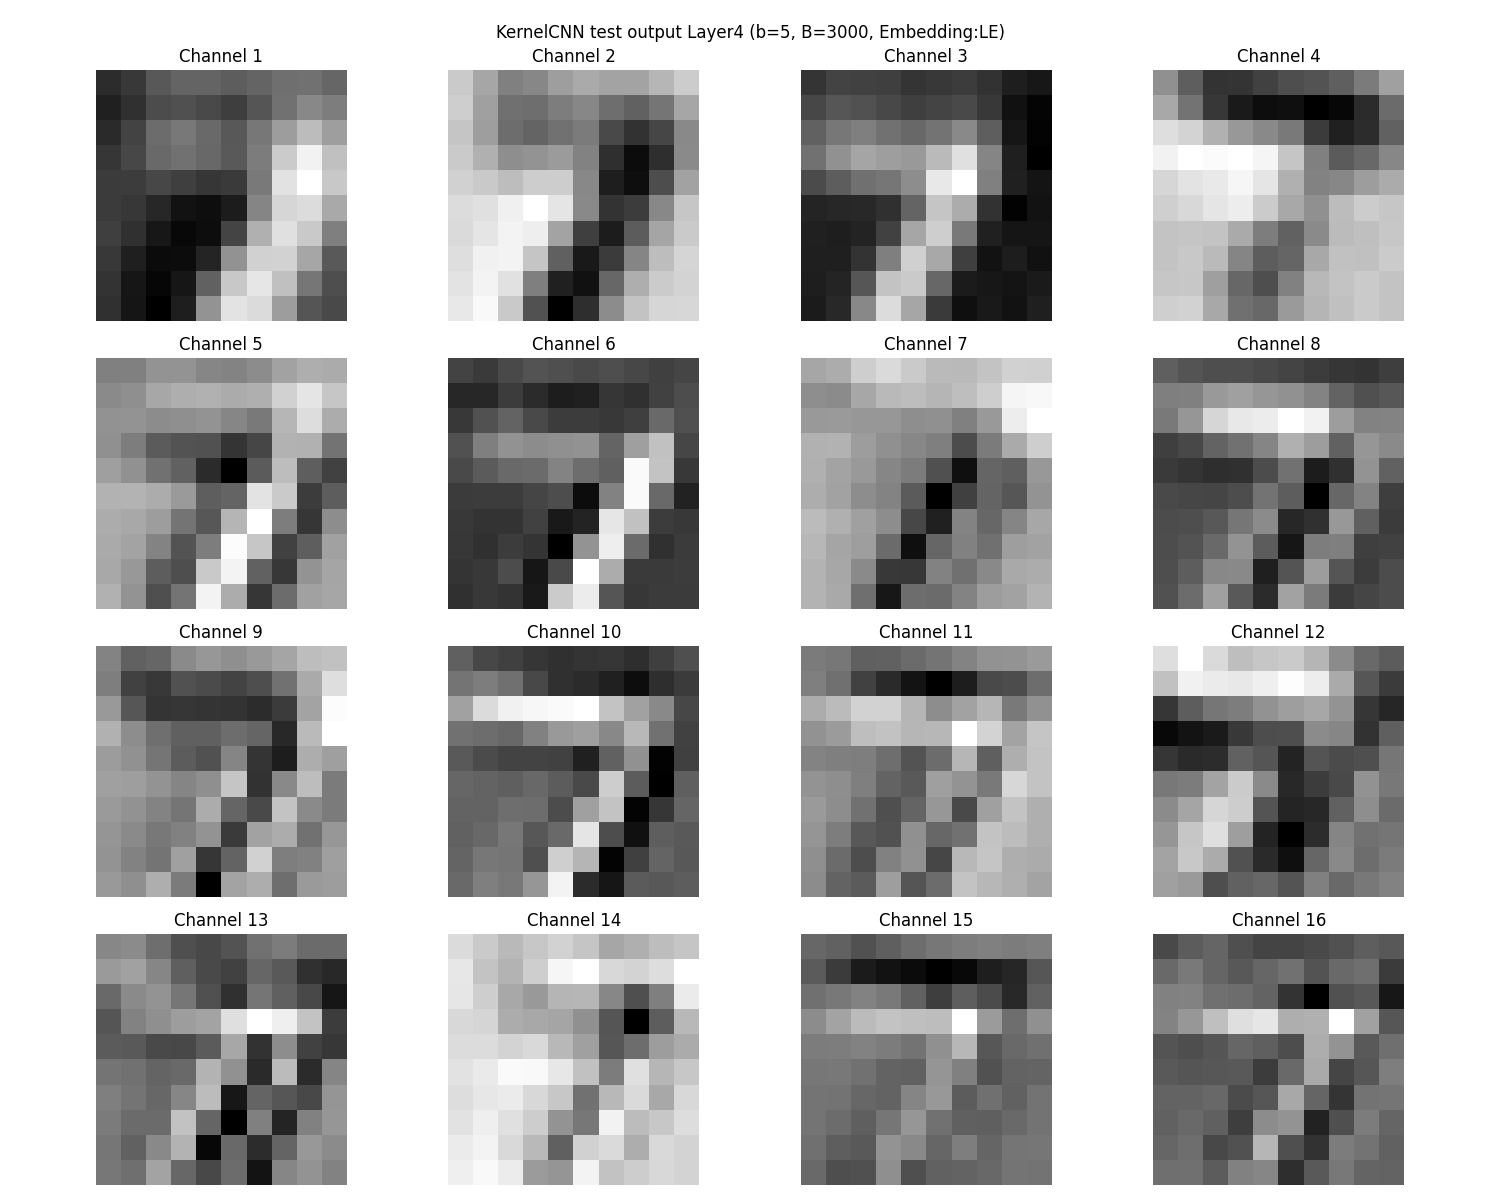 KernelCNN test output Layer4 (b=5, B=3000, Embedding:LE)
Channel 1 Channel 2 Channel 3 Channel 4
Channel 5 Channel 6 Channel 7 Channel 8
Channel 9 Channel 10 Channel 11 Channel 12
Channel 13 Channel 14 Channel 15 Channel 16